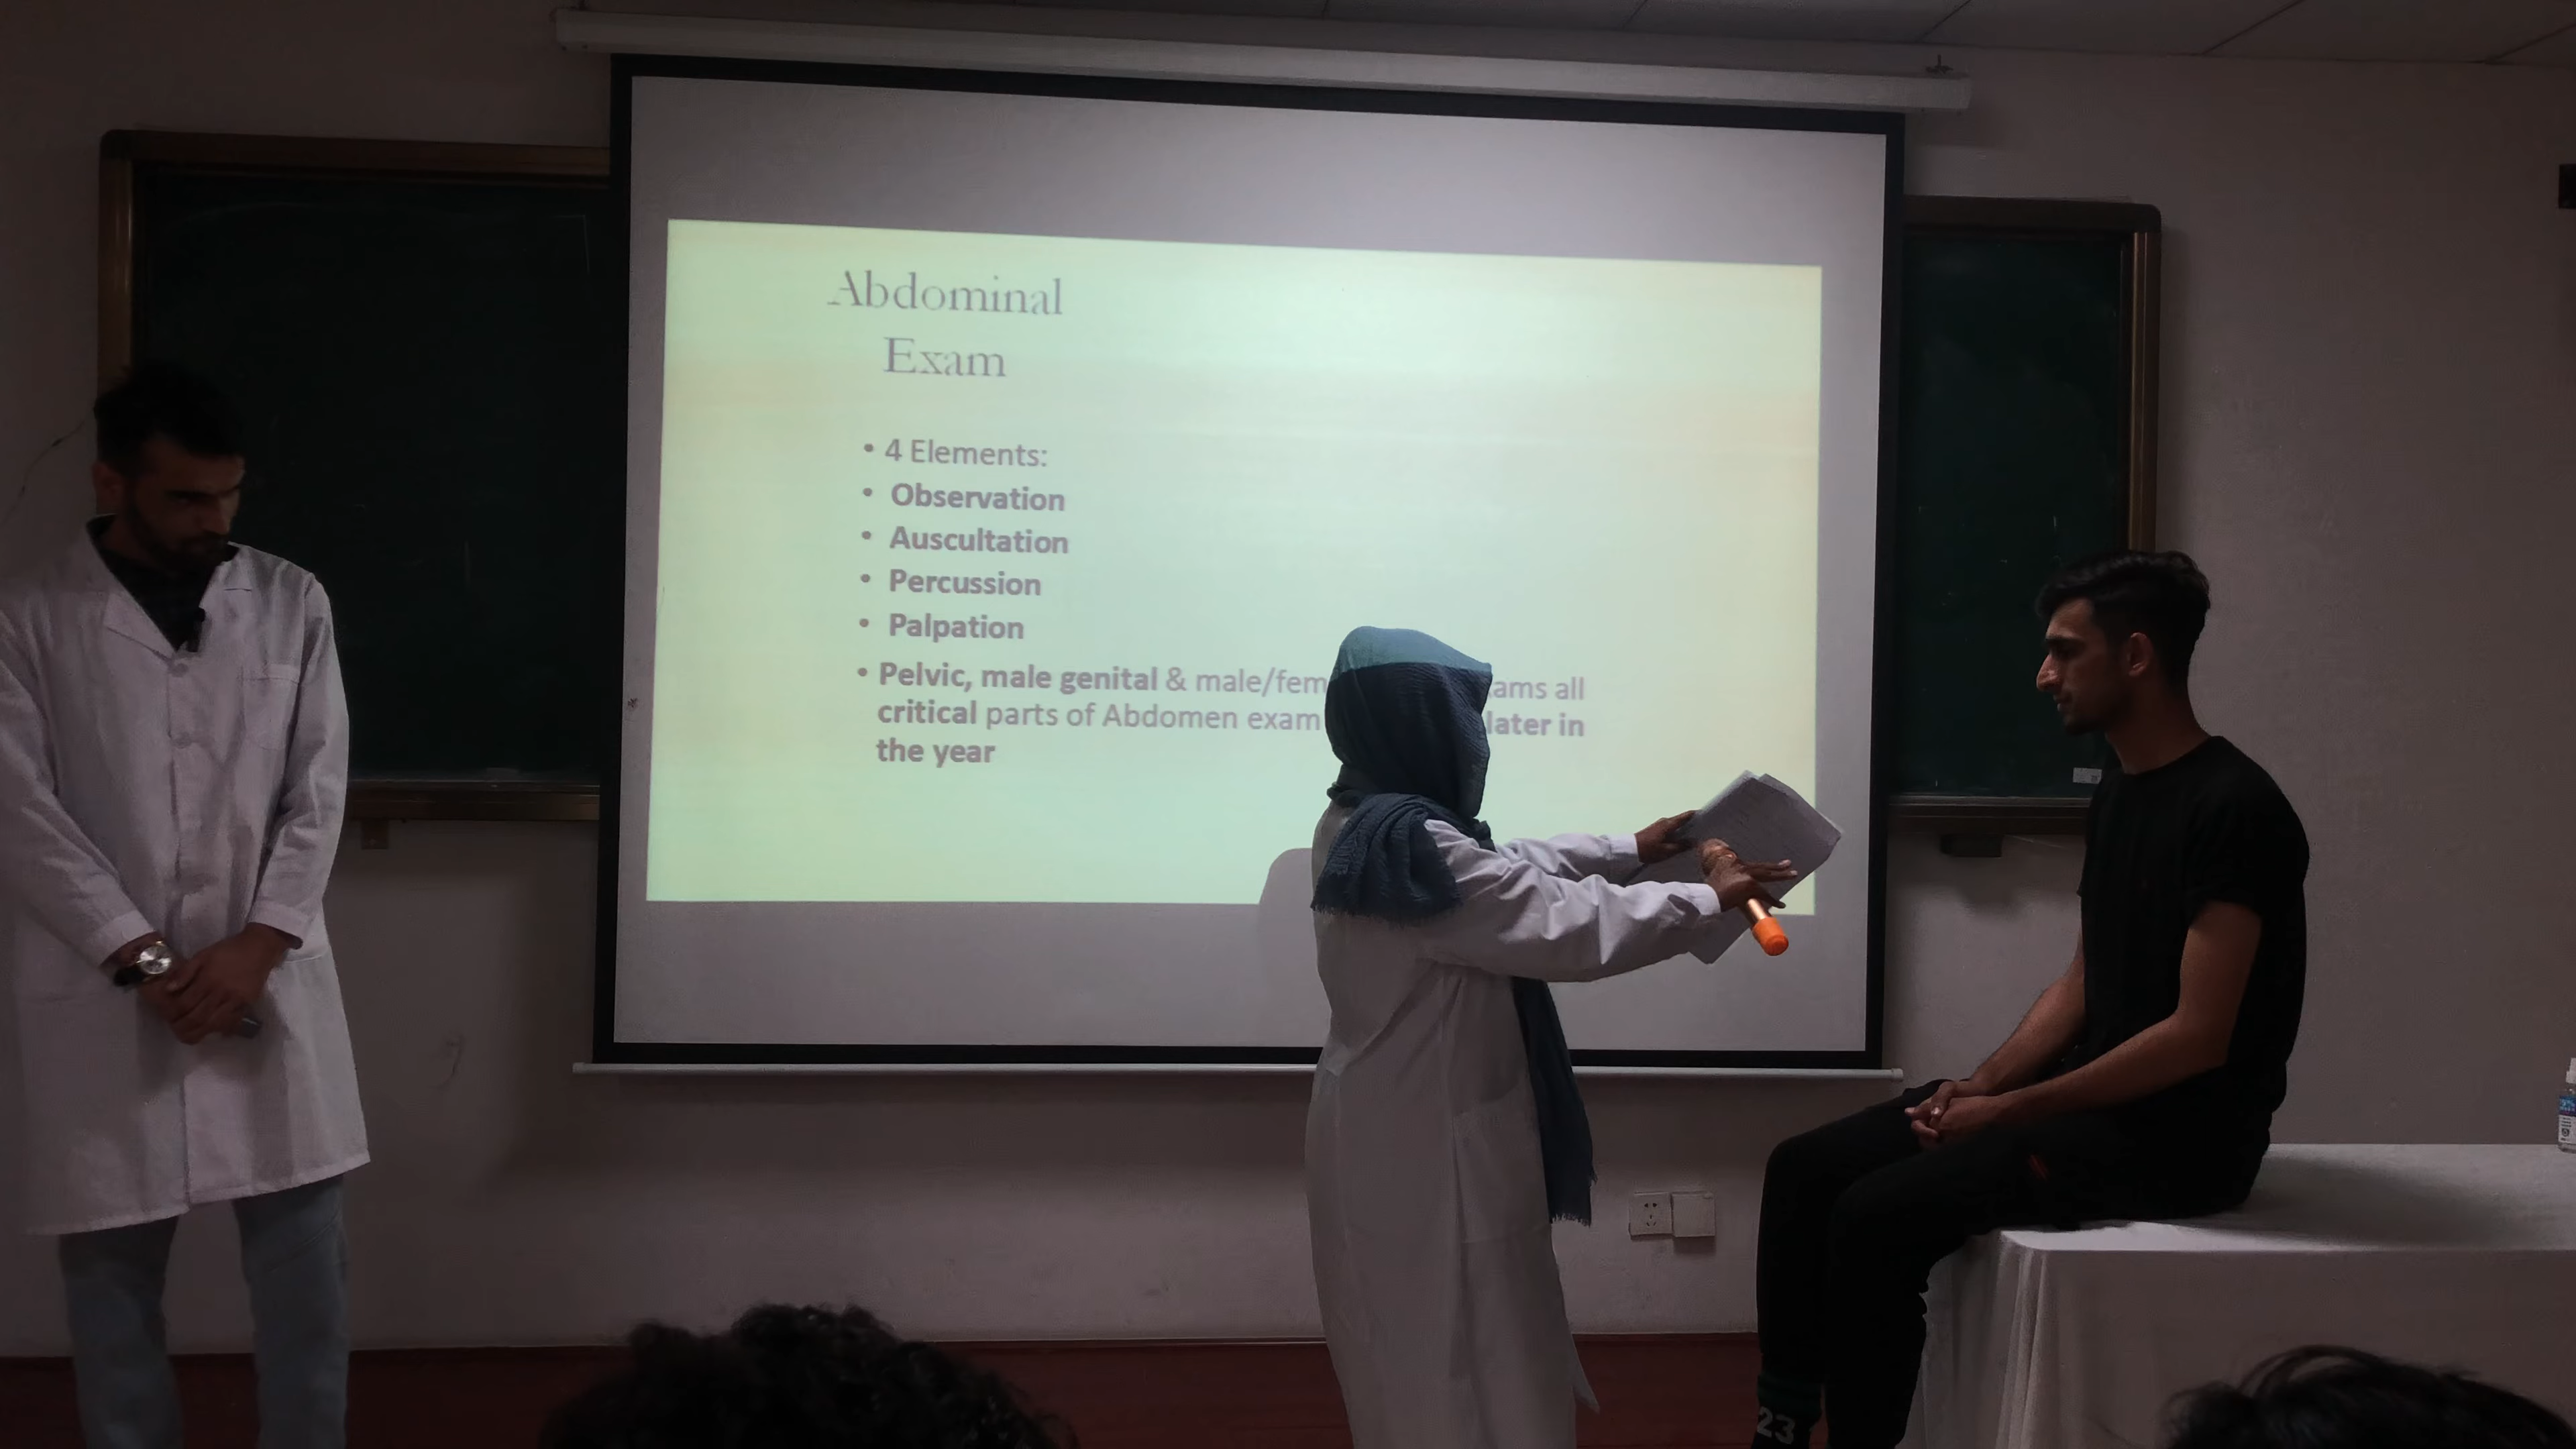 Abdominal
Exam
• 4 Elements:
• Observation
• Auscultation
• Percussion
• Palpation
• Pelvic, male genital & male/fem ams all
critical parts of Abdomen exam later in
the year
23